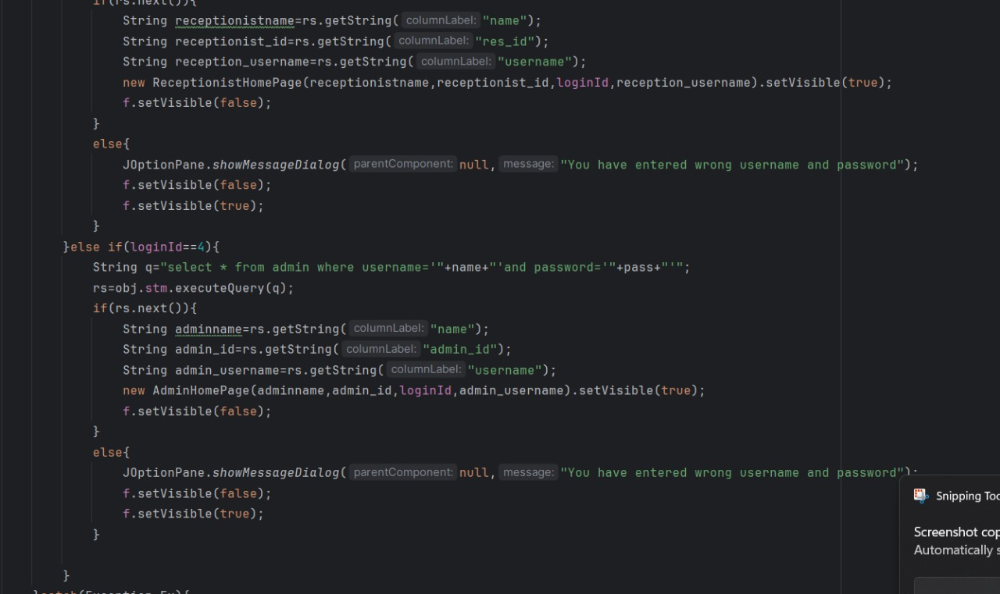 if(rs.next()){
String receptionistname=rs.getString( columnLabel: "name");
String receptionist_id=rs.getString( columnLabel: "res_id");
String reception_username=rs.getString( columnLabel: "username");
new ReceptionistHomePage(receptionistname,receptionist_id,loginId,reception_username).setVisible(true);
f.setVisible(false);
}
else{
JOptionPane.showMessageDialog( parentComponent: null, message: "You have entered wrong username and password");
f.setVisible(false);
f.setVisible(true);
}
}else if(loginId==4){
String q="select * from admin where username='"+name+"'and password='"+pass+"'";
rs=obj.stm.executeQuery(q);
if(rs.next()){
String adminname=rs.getString( columnLabel: "name");
String admin_id=rs.getString( columnLabel: "admin_id");
String admin_username=rs.getString( columnLabel: "username");
new AdminHomePage(adminname,admin_id,loginId,admin_username).setVisible(true);
f.setVisible(false);
}
else{
JOptionPane.showMessageDialog( parentComponent: null, message: "You have entered wrong username and password");
f.setVisible(false);
f.setVisible(true);
}
}
}catch(Exception Ex){
Snipping Too
Screenshot cop
Automatically s